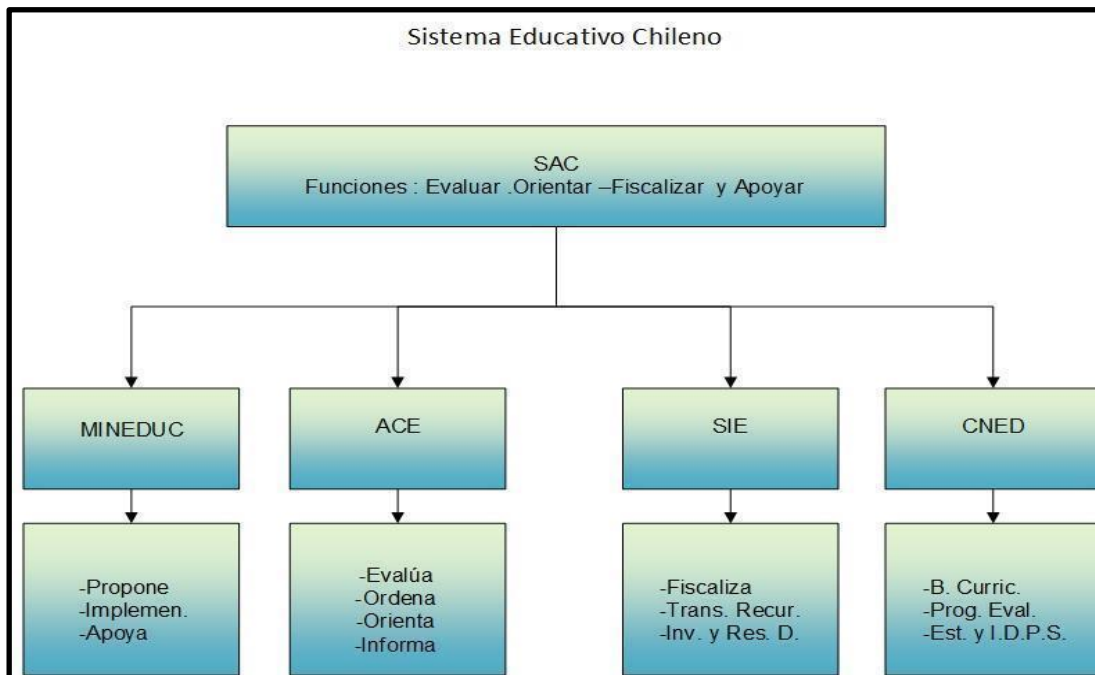 Sistema Educativo Chileno
SAC
Funciones : Evaluar .Orientar –Fiscalizar y Apoyar
MINEDUC
ACE
SIE
CNED
-Propone
-Implemen.
-Apoya
-Evalúa
-Ordena
-Orienta
-Informa
-Fiscaliza
-Trans. Recur.
-Inv. y Res. D.
-B. Curric.
-Prog. Eval.
-Est. y I.D.P.S.